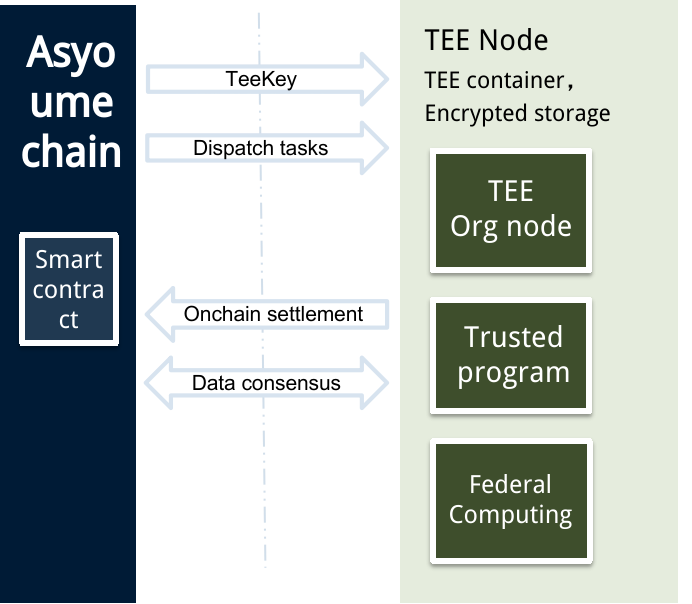 Asyo
ume
chain
Smart
contra
ct
TeeKey
Dispatch tasks
Onchain settlement
Data consensus
TEE Node
TEE container，
Encrypted storage
TEE
Org node
Trusted
program
Federal
Computing